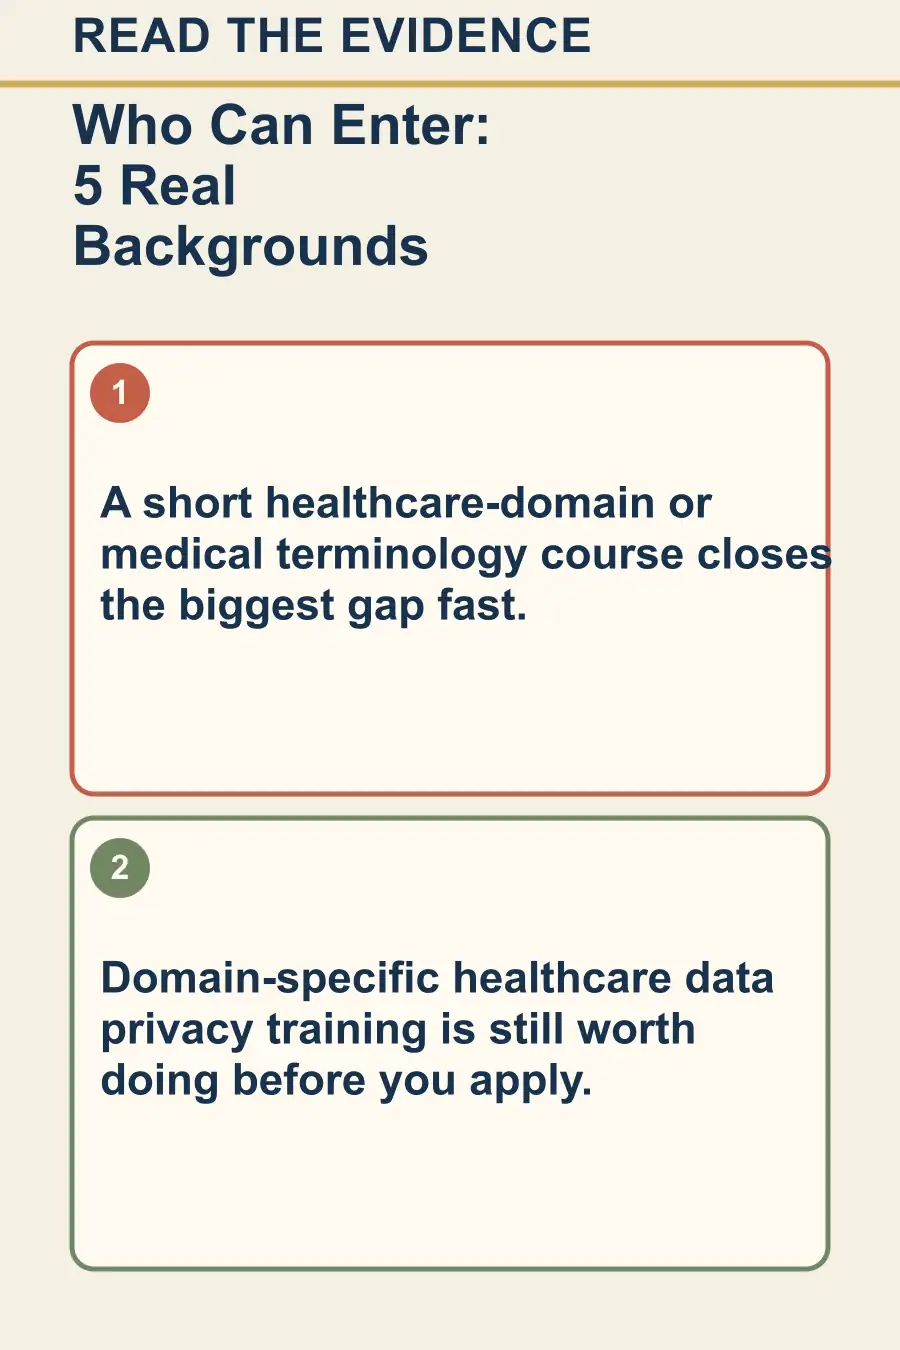 READ THE EVIDENCE
Who Can Enter:
5 Real
Backgrounds
1
A short healthcare-domain or
medical terminology course closes
the biggest gap fast.
2
Domain-specific healthcare data
privacy training is still worth
doing before you apply.